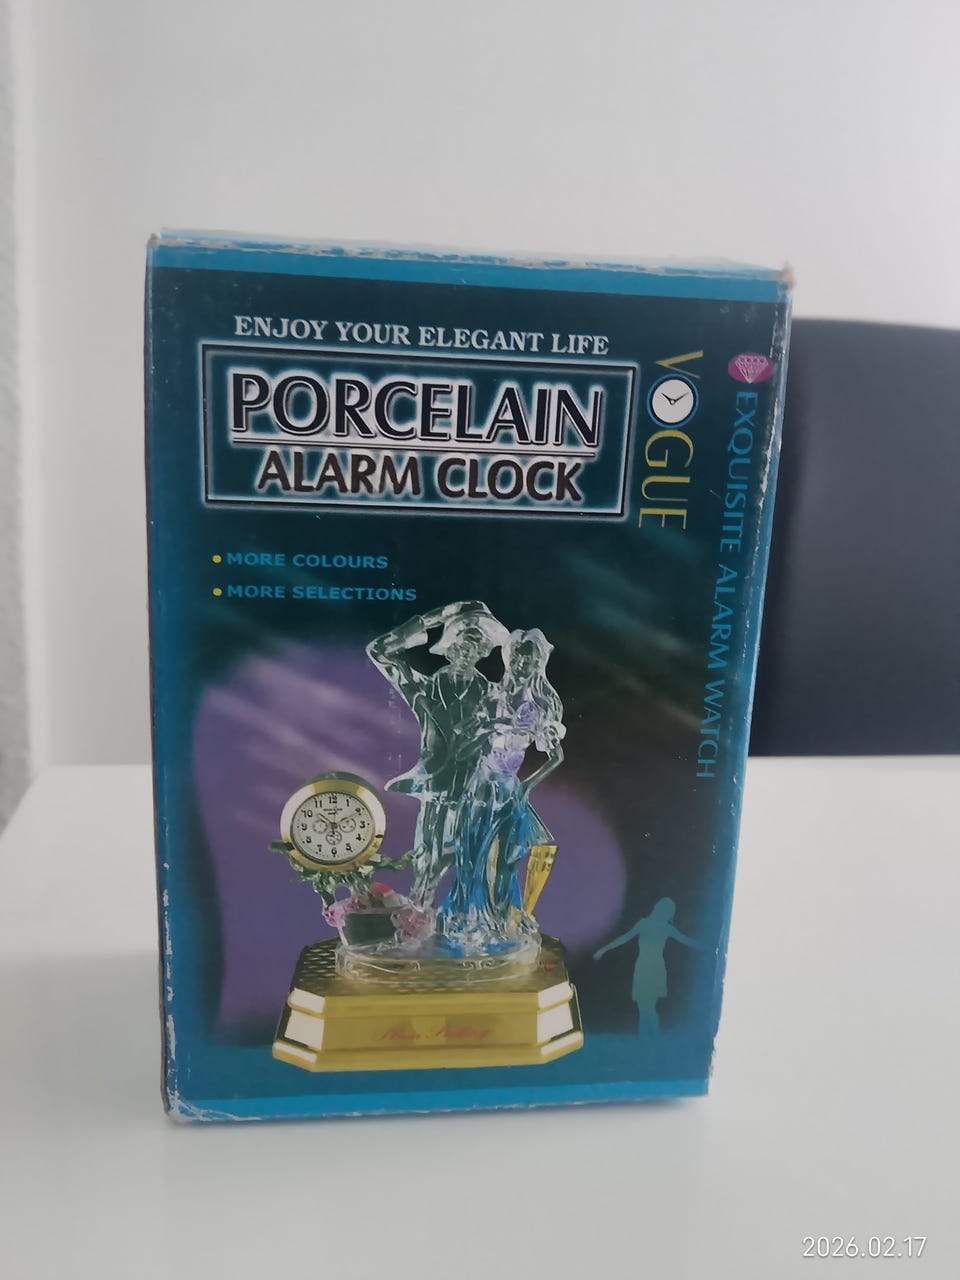 ENJOY YOUR ELEGANT LIFE
PORCELAIN
ALARM CLOCK
VOGUE
EXQUISITE ALARM WATCH
• MORE COLOURS
• MORE SELECTIONS
2026.02.17